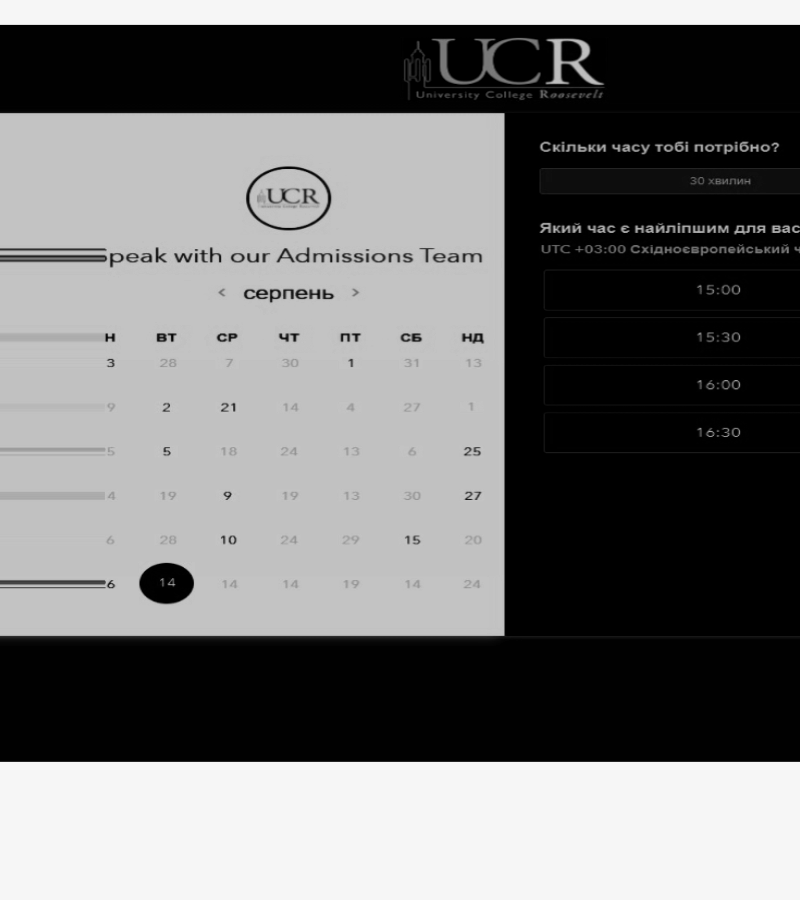 UCR
University College Roosevelt
Скільки часу тобі потрібно?
UCR
30 хвилин
Який час є найліпшим для вас
UTC +03:00 Східноєвропейський ч
peak with our Admissions Team
15:00
< серпень >
15:30
Н ВТ СР ЧТ ПТ СБ НД
3 28 7 30 1 31 13
16:00
9 2 21 14 4 27 1
16:30
5 5 18 24 13 6 25
4 19 9 19 13 30 27
6 28 10 24 29 15 20
6 14 14 14 19 14 24